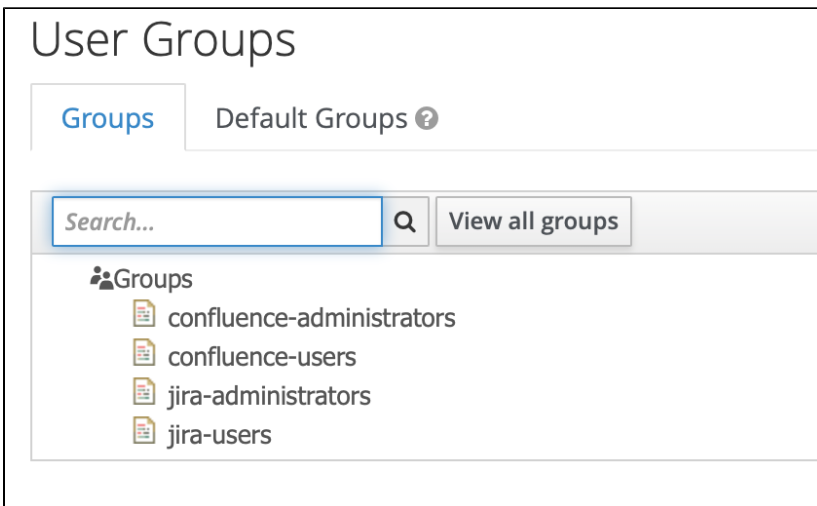 User Groups
Groups Default Groups ?
Search... View all groups
Groups
confluence-administrators
confluence-users
jira-administrators
jira-users